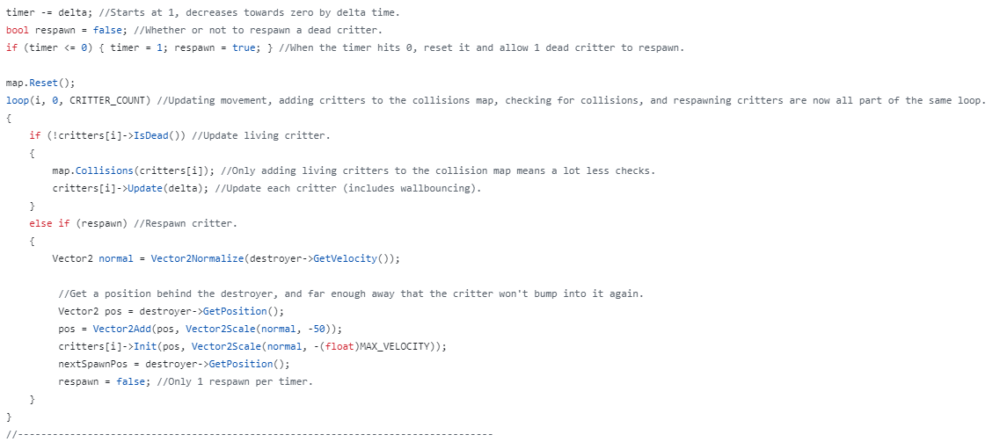 timer -= delta; //Starts at 1, decreases towards zero by delta time.
bool respawn = false; //Whether or not to respawn a dead critter.
if (timer <= 0) { timer = 1; respawn = true; } //When the timer hits 0, reset it and allow 1 dead critter to respawn.

map.Reset();
loop(i, 0, CRITTER_COUNT) //Updating movement, adding critters to the collisions map, checking for collisions, and respawning critters are now all part of the same loop.
{
    if (!critters[i]->IsDead()) //Update living critter.
    {
        map.Collisions(critters[i]); //Only adding living critters to the collision map means a lot less checks.
        critters[i]->Update(delta); //Update each critter (includes wallbouncing).
    }
    else if (respawn) //Respawn critter.
    {
        Vector2 normal = Vector2Normalize(destroyer->GetVelocity());

         //Get a position behind the destroyer, and far enough away that the critter won't bump into it again.
         Vector2 pos = destroyer->GetPosition();
         pos = Vector2Add(pos, Vector2Scale(normal, -50));
         critters[i]->Init(pos, Vector2Scale(normal, -(float)MAX_VELOCITY));
         nextSpawnPos = destroyer->GetPosition();
         respawn = false; //Only 1 respawn per timer.
    }
}
//----------------------------------------------------------------------------------